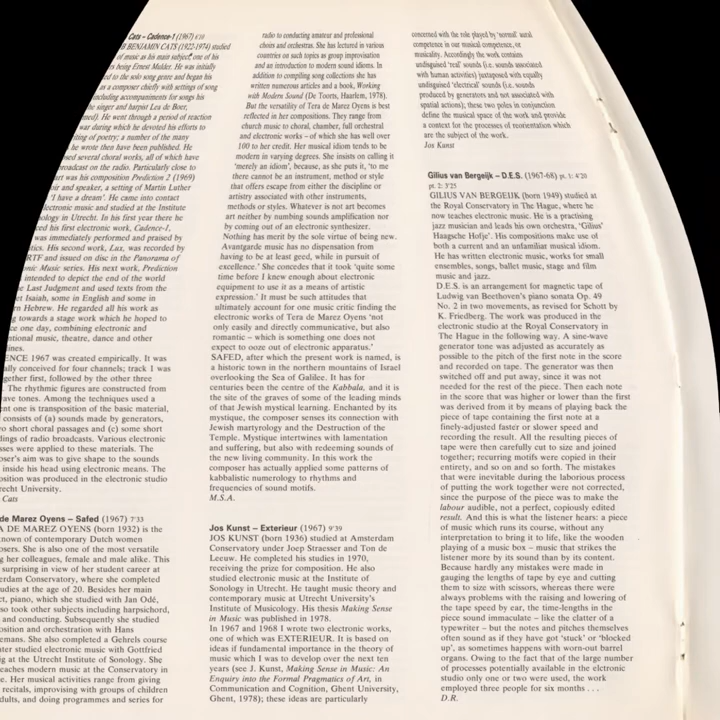 Cats – Cadence-1 (1967) 9'10
BENJAMIN CATS (1922-1974) studied
of music as his main subject, one of his
rs being Ernest Mulder. He was initially
ed to the solo song genre and began his
as a composer chiefly with settings of song
including accompaniments for songs his
he singer and harpist Lea de Boer,
med). He went through a period of reaction
war during which he devoted his efforts to
ting of poetry; a number of the many
he wrote then have been published. He
sed several choral works, all of which have
roadcast on the radio. Particularly close to
art was his composition Prediction 2 (1969)
oir and speaker, a setting of Martin Luther
'I have a dream'. He came into contact
lectronic music and studied at the Institute
ology in Utrecht. In his first year there he
ced his first electronic work, Cadence-1,
was immediately performed and praised by
tics. His second work, Lux, was recorded by
RTF and issued on disc in the Panorama of
onic Music series. His next work, Prediction
intended to depict the end of the world
e Last Judgment and used texts from the
et Isaiah, some in English and some in
rn Hebrew. He regarded all his work as
g towards a stage work which he hoped to
ce one day, combining electronic and
ntional music, theatre, dance and other
ines.
ENCE 1967 was created empirically. It was
ally conceived for four channels; track 1 was
gether first, followed by the other three
. The rhythmic figures are constructed from
ave tones. Among the techniques used a
ent one is transposition of the basic material,
consists of (a) sounds made by generators,
o short choral passages and (c) some short
dings of radio broadcasts. Various electronic
sses were applied to these materials. The
oser's aim was to give shape to the sounds
inside his head using electronic means. The
osition was produced in the electronic studio
recht University.
Cats
de Marez Oyens – Safed (1967) 7'33
A DE MAREZ OYENS (born 1932) is the
nown of contemporary Dutch women
osers. She is also one of the most versatile
g her colleagues, female and male alike. This
surprising in view of her student career at
erdam Conservatory, where she completed
udies at the age of 20. Besides her main
ct, piano, which she studied with Jan Odé,
so took other subjects including harpsichord,
and conducting. Subsequently she studied
osition and orchestration with Hans
emans. She also completed a Gehrels course
ter studied electronic music with Gottfried
ig at the Utrecht Institute of Sonology. She
eaches modern music at the Conservatory in
e. Her musical activities range from giving
recitals, improvising with groups of children
dults, and doing programmes and series for
radio to conducting amateur and professional
choirs and orchestras. She has lectured in various
countries on such topics as group improvisation
and an introduction to modern sound idioms. In
addition to compiling song collections she has
written numerous articles and a book, Working
with Modern Sound (De Toorts, Haarlem, 1978).
But the versatility of Tera de Marez Oyens is best
reflected in her compositions. They range from
church music to choral, chamber, full orchestral
and electronic works – of which she has well over
100 to her credit. Her musical idiom tends to be
modern in varying degrees. She insists on calling it
'merely an idiom', because, as she puts it, 'to me
there cannot be an instrument, method or style
that offers escape from either the discipline or
artistry associated with other instruments,
methods or styles. Whatever is not art becomes
art neither by numbing sounds amplification nor
by coming out of an electronic synthesizer.
Nothing has merit by the sole virtue of being new.
Avantgarde music has no dispensation from
having to be at least good, while in pursuit of
excellence.' She concedes that it took 'quite some
time before I knew enough about electronic
equipment to use it as a means of artistic
expression.' It must be such attitudes that
ultimately account for one music critic finding the
electronic works of Tera de Marez Oyens 'not
only easily and directly communicative, but also
romantic – which is something one does not
expect to ooze out of electronic apparatus.'
SAFED, after which the present work is named, is
a historic town in the northern mountains of Israel
overlooking the Sea of Galilee. It has for
centuries been the centre of the Kabbula, and it is
the site of the graves of some of the leading minds
of that Jewish mystical learning. Enchanted by its
mystique, the composer senses its connection with
Jewish martyrology and the Destruction of the
Temple. Mystique intertwines with lamentation
and suffering, but also with redeeming sounds of
the new living community. In this work the
composer has actually applied some patterns of
kabbalistic numerology to rhythms and
frequencies of sound motifs.
M.S.A.
Jos Kunst – Exterieur (1967) 9'39
JOS KUNST (born 1936) studied at Amsterdam
Conservatory under Joep Straesser and Ton de
Leeuw. He completed his studies in 1970,
receiving the prize for composition. He also
studied electronic music at the Institute of
Sonology in Utrecht. He taught music theory and
contemporary music at Utrecht University's
Institute of Musicology. His thesis Making Sense
in Music was published in 1978.
In 1967 and 1968 I wrote two electronic works,
one of which was EXTERIEUR. It is based on
ideas if fundamental importance in the theory of
music which I was to develop over the next ten
years (see J. Kunst, Making Sense in Music: An
Enquiry into the Formal Pragmatics of Art, in
Communication and Cognition, Ghent University,
Ghent, 1978); these ideas are particularly
concerned with the role played by 'normal' aural
competence in our musical competence, or
musicality. Accordingly the work contains
undisguised 'real' sounds (i.e. sounds associated
with human activities) juxtaposed with equally
undisguised 'electrical' sounds (i.e. sounds
produced by generators and not associated with
spatial actions); these two poles in conjunction
define the musical space of the work and provide
a context for the processes of reorientation which
are the subject of the work.
Jos Kunst
Gilius van Bergeijk – D.E.S. (1967-68) pt. 1: 4'20
pt. 2: 3'25
GILIUS VAN BERGEIJK (born 1949) studied at
the Royal Conservatory in The Hague, where he
now teaches electronic music. He is a practising
jazz musician and leads his own orchestra, 'Gilius'
Haagsche Hofje'. His compositions make use of
both a current and an unfamiliar musical idiom.
He has written electronic music, works for small
ensembles, songs, ballet music, stage and film
music and jazz.
D.E.S. is an arrangement for magnetic tape of
Ludwig van Beethoven's piano sonata Op. 49
No. 2 in two movements, as revised for Schott by
K. Friedberg. The work was produced in the
electronic studio at the Royal Conservatory in
The Hague in the following way. A sine-wave
generator tone was adjusted as accurately as
possible to the pitch of the first note in the score
and recorded on tape. The generator was then
switched off and put away, since it was not
needed for the rest of the piece. Then each note
in the score that was higher or lower than the first
was derived from it by means of playing back the
piece of tape containing the first note at a
finely-adjusted faster or slower speed and
recording the result. All the resulting pieces of
tape were then carefully cut to size and joined
together; recurring motifs were copied in their
entirety, and so on and so forth. The mistakes
that were inevitable during the laborious process
of putting the work together were not corrected,
since the purpose of the piece was to make the
labour audible, not a perfect, copiously edited
result. And this is what the listener hears: a piece
of music which runs its course, without any
interpretation to bring it to life, like the wooden
playing of a music box – music that strikes the
listener more by its sound than by its content.
Because hardly any mistakes were made in
gauging the lengths of tape by eye and cutting
them to size with scissors, whereas there were
always problems with the raising and lowering of
the tape speed by ear, the time-lengths in the
piece sound immaculate – like the clatter of a
typewriter – but the notes and pitches themselves
often sound as if they have got 'stuck' or 'blocked
up', as sometimes happens with worn-out barrel
organs. Owing to the fact that of the large number
of processes potentially available in the elctronic
studio only one or two were used, the work
employed three people for six months . . .
D.R.